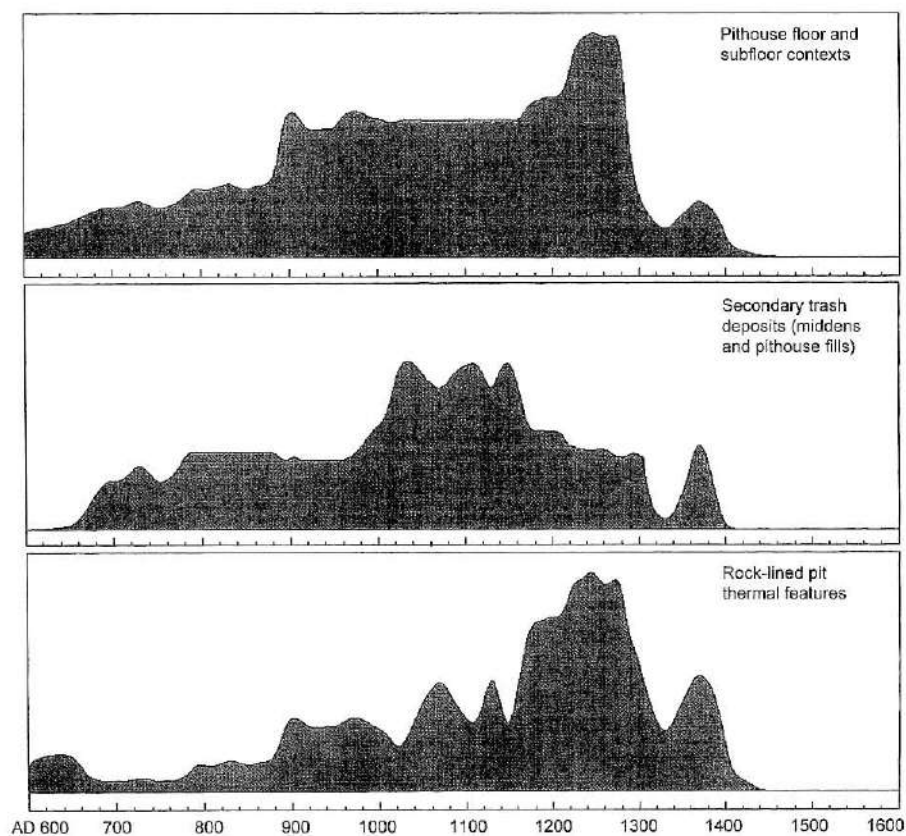 Pithouse floor and
subfloor contexts
Secondary trash
deposits (middens
and pithouse fills)
Rock-lined pit
thermal features
AD 600 700 800 900 1000 1100 1200 1300 1400 1500 1600